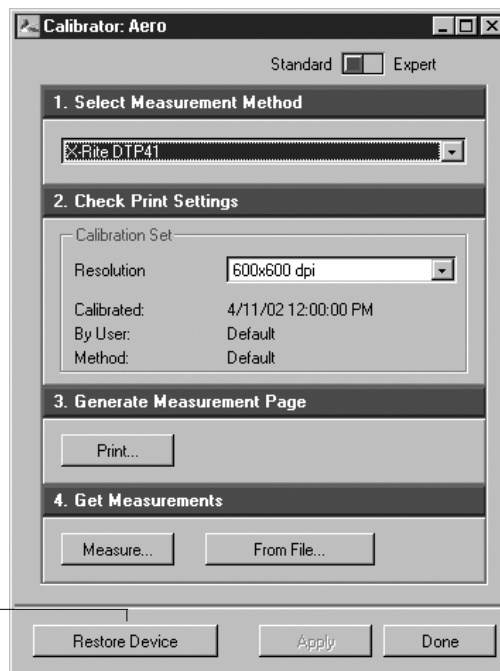 Calibrator: Aero
Standard Expert
1. Select Measurement Method
X-Rite DTP41
2. Check Print Settings
Calibration Set
Resolution 600x600 dpi
Calibrated: 4/11/02 12:00:00 PM
By User: Default
Method: Default
3. Generate Measurement Page
Print...
4. Get Measurements
Measure... From File...
Restore Device Apply Done